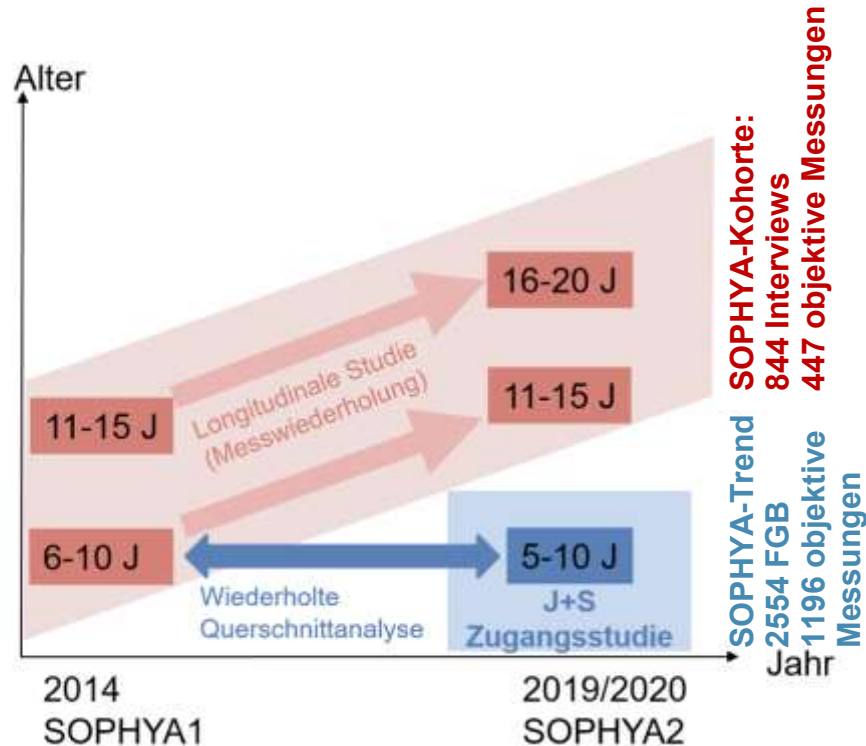 Alter
16-20 J
11-15 J
Longitudinale Studie
(Messwiederholung)
11-15 J
6-10 J
5-10 J
Wiederholte
Querschnittanalyse
J+S
Zugangsstudie
Jahr
2014
SOPHYA1
2019/2020
SOPHYA2
SOPHYA-Kohorte:
844 Interviews
447 objektive Messungen
SOPHYA-Trend
2554 FGB
1196 objektive
Messungen